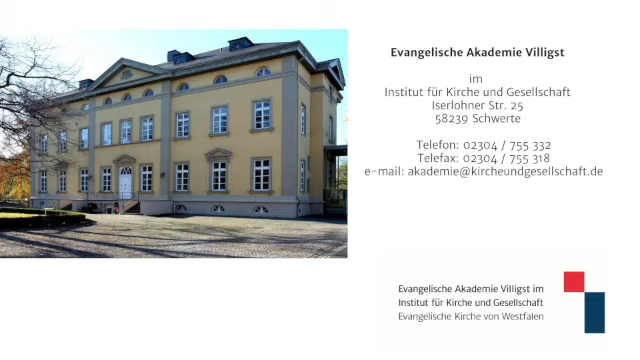 Evangelische Akademie Villigst
im
Institut für Kirche und Gesellschaft
Iserlohner Str. 25
58239 Schwerte
Telefon: 02304 / 755 332
Telefax: 02304 / 755 318
e-mail: akademie@kircheundgesellschaft.de
Evangelische Akademie Villigst im
Institut für Kirche und Gesellschaft
Evangelische Kirche von Westfalen